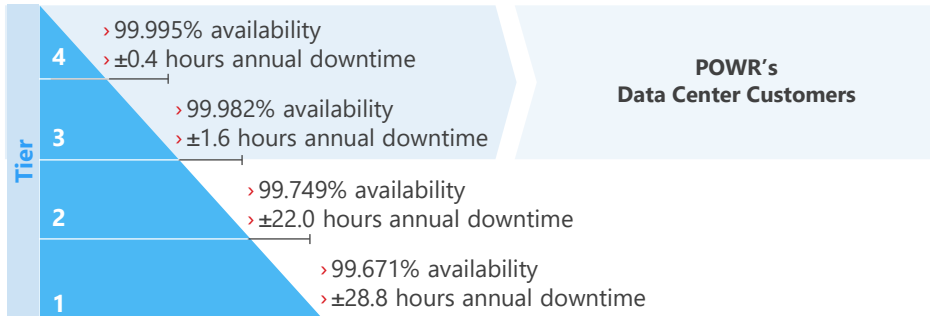 Tier
4
› 99.995% availability
› ±0.4 hours annual downtime
POWR's
Data Center Customers
3
› 99.982% availability
› ±1.6 hours annual downtime
2
› 99.749% availability
› ±22.0 hours annual downtime
1
› 99.671% availability
› ±28.8 hours annual downtime